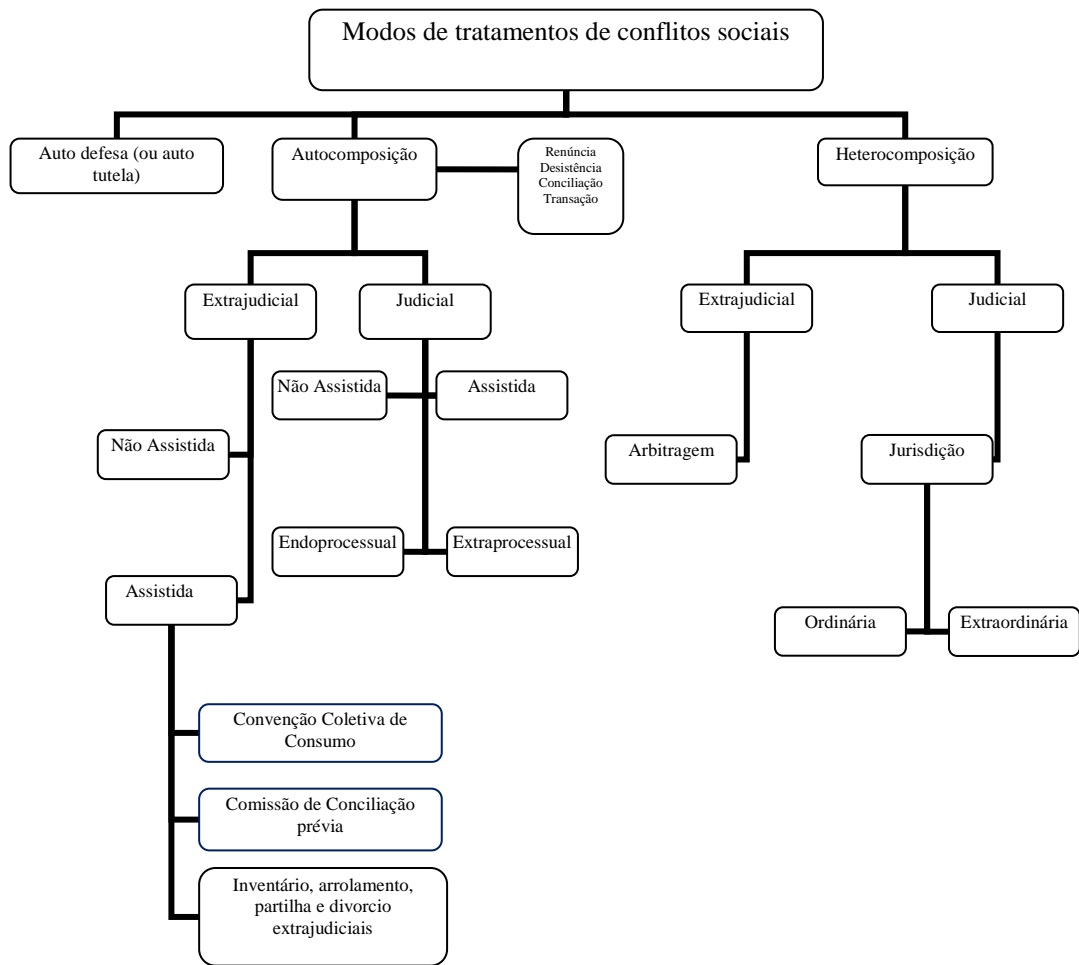 Modos de tratamentos de conflitos sociais
Auto defesa (ou auto
tutela)
Autocomposição
Renúncia
Desistência
Conciliação
Transação
Heterocomposição
Extrajudicial
Judicial
Extrajudicial
Judicial
Não Assistida
Assistida
Não Assistida
Arbitragem
Jurisdição
Endoprocessual
Extraprocessual
Assistida
Ordinária
Extraordinária
Convenção Coletiva de
Consumo
Comissão de Conciliação
prévia
Inventário, arrolamento,
partilha e divorcio
extrajudiciais